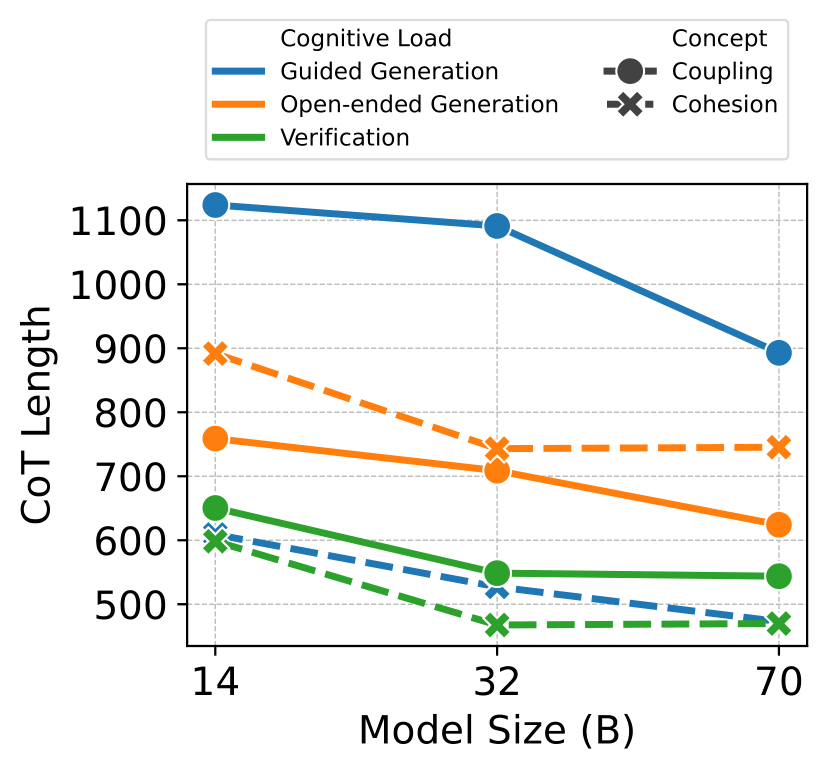 Cognitive Load
Guided Generation
Open-ended Generation
Verification
Concept
Coupling
Cohesion
CoT Length
1100
1000
900
800
700
600
500
14 32 70
Model Size (B)